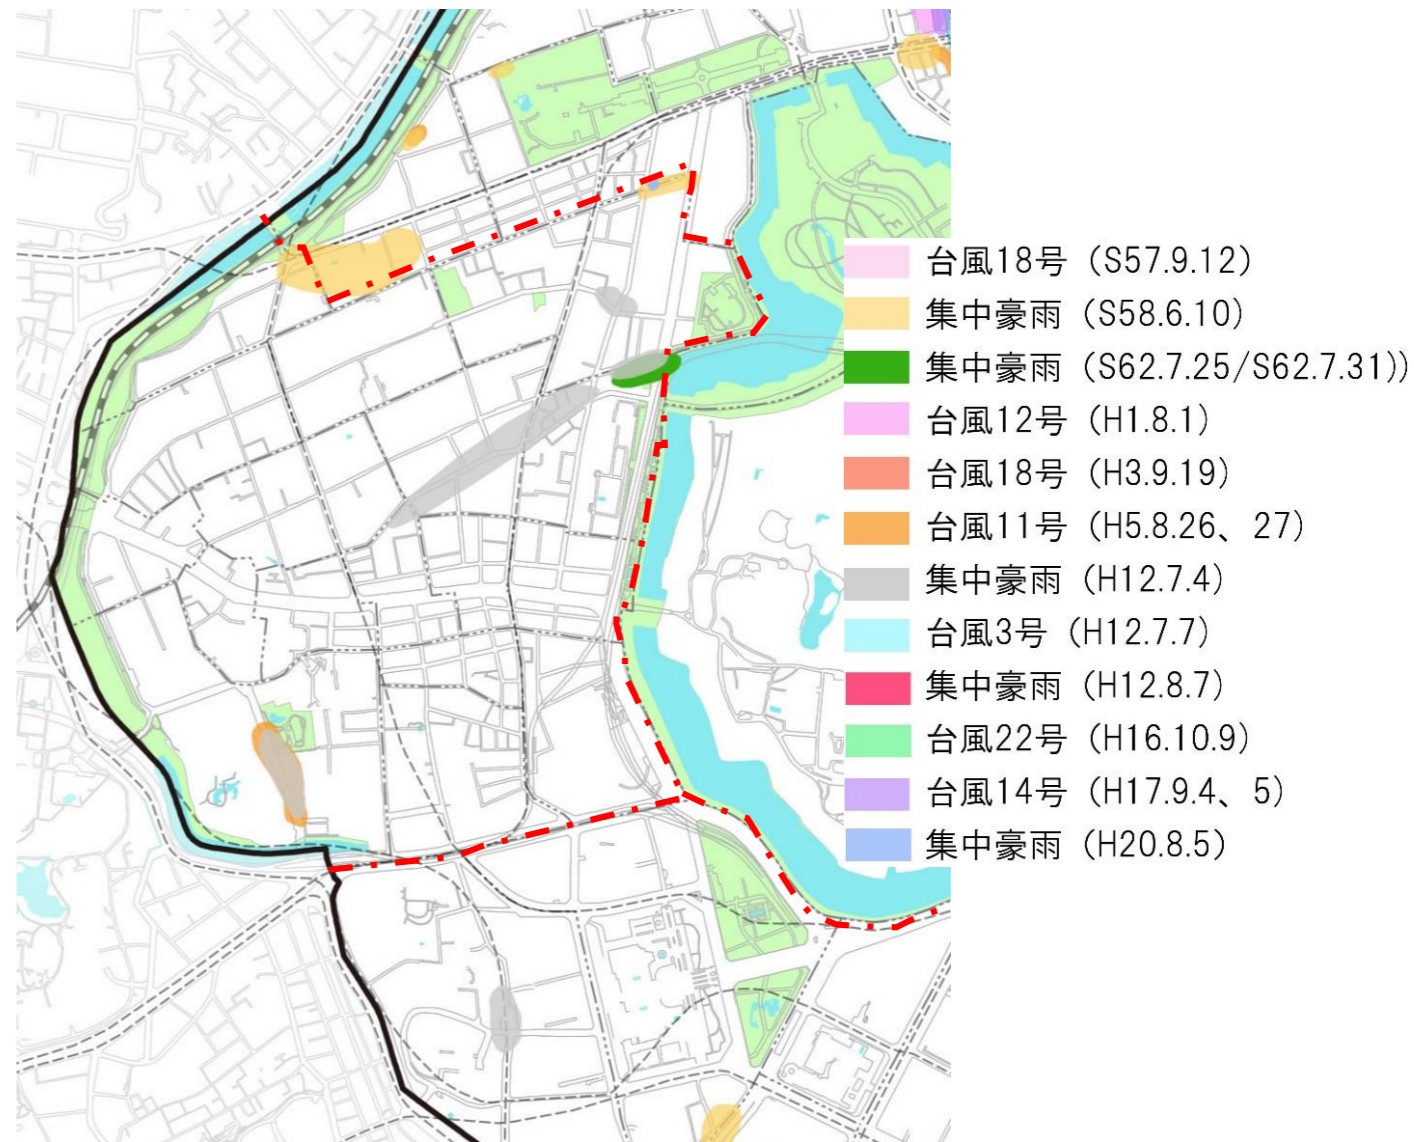 台風18号（S57.9.12）
集中豪雨（S58.6.10）
集中豪雨（S62.7.25/S62.7.31））
台風12号（H1.8.1）
台風18号（H3.9.19）
台風11号（H5.8.26、27）
集中豪雨（H12.7.4）
台風3号（H12.7.7）
集中豪雨（H12.8.7）
台風22号（H16.10.9）
台風14号（H17.9.4、5）
集中豪雨（H20.8.5）